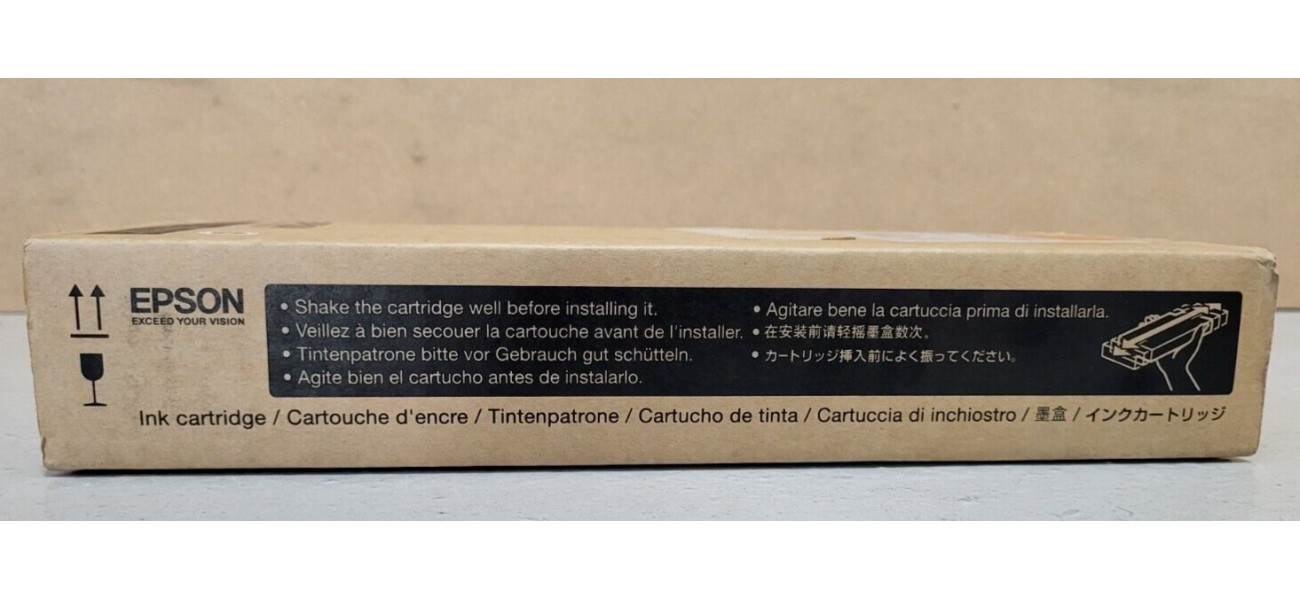 EPSON
EXCEED YOUR VISION
• Shake the cartridge well before installing it.
• Veillez à bien secouer la cartouche avant de l'installer.
• Tintenpatrone bitte vor Gebrauch gut schütteln.
• Agite bien el cartucho antes de instalarlo.
• Agitare bene la cartuccia prima di installarla.
• 在安装前请轻摇墨盒数次。
• カートリッジ挿入前によく振ってください。
Ink cartridge / Cartouche d'encre / Tintenpatrone / Cartucho de tinta / Cartuccia di inchiostro / 墨盒 / インクカートリッジ